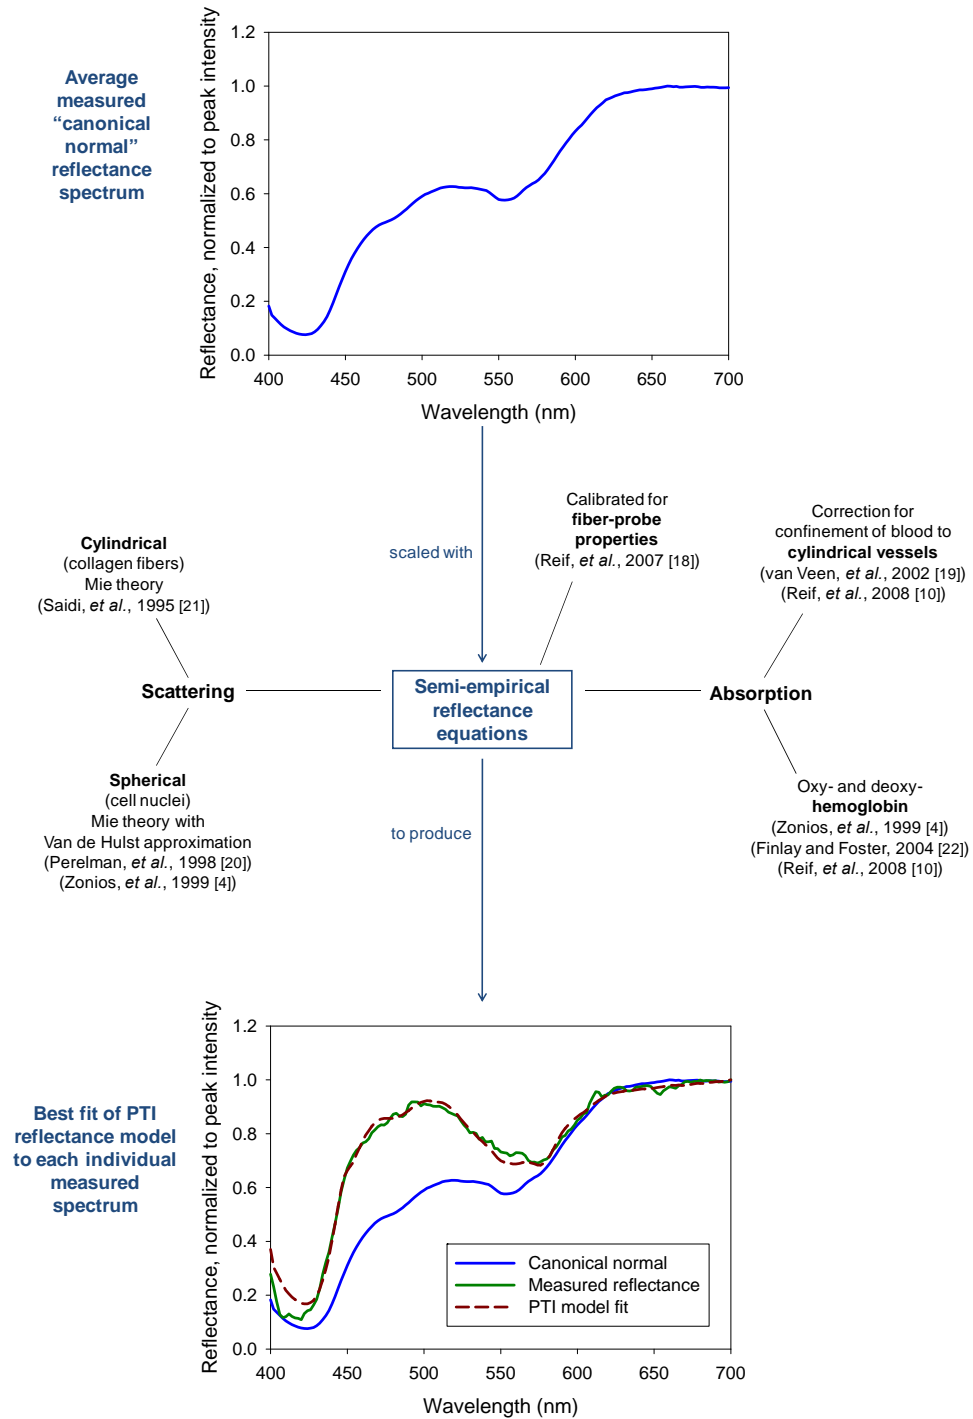 Average
measured
“canonical
normal”
reflectance
spectrum
Reflectance, normalized to peak intensity
1.2
1.0
0.8
0.6
0.4
0.2
0.0
400 450 500 550 600 650 700
Wavelength (nm)
scaled with
Calibrated for
fiber-probe
properties
(Reif, et al., 2007 [18])
Correction for
confinement of blood to
cylindrical vessels
(van Veen, et al., 2002 [19])
(Reif, et al., 2008 [10])
Cylindrical
(collagen fibers)
Mie theory
(Saidi, et al., 1995 [21])
Scattering
Semi-empirical
reflectance
equations
Absorption
Spherical
(cell nuclei)
Mie theory with
Van de Hulst approximation
(Perelman, et al., 1998 [20])
(Zonios, et al., 1999 [4])
to produce
Oxy- and deoxy-
hemoglobin
(Zonios, et al., 1999 [4])
(Finlay and Foster, 2004 [22])
(Reif, et al., 2008 [10])
Best fit of PTI
reflectance model
to each individual
measured
spectrum
Reflectance, normalized to peak intensity
1.2
1.0
0.8
0.6
0.4
0.2
0.0
Canonical normal
Measured reflectance
PTI model fit
400 450 500 550 600 650 700
Wavelength (nm)